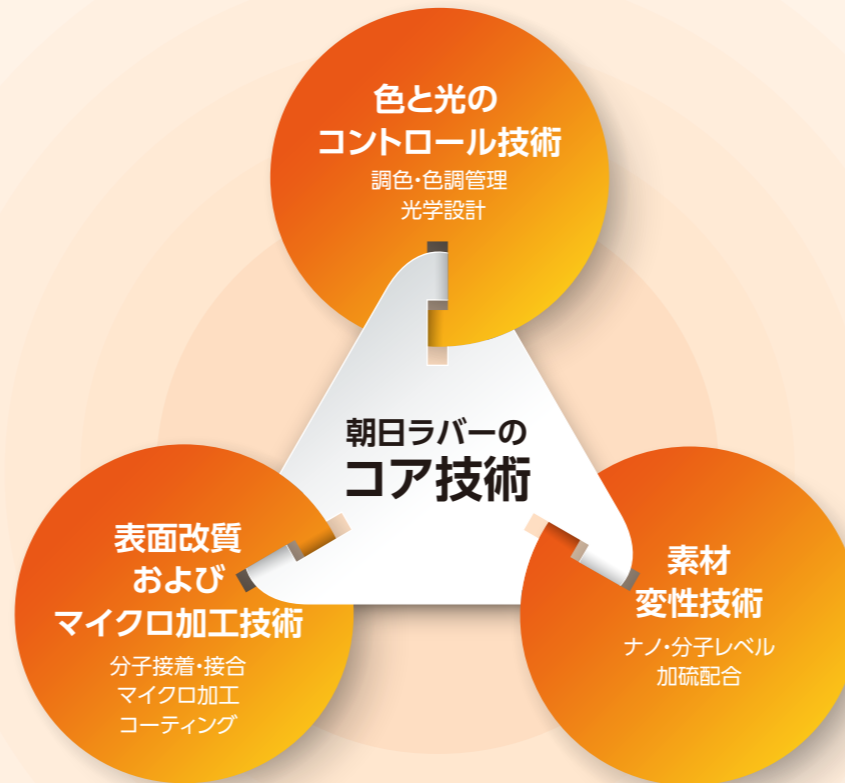 色と光の
コントロール技術
調色・色調管理
光学設計
朝日ラバーの
コア技術
表面改質
および
マイクロ加工技術
分子接着・接合
マイクロ加工
コーティング
素材
変性技術
ナノ・分子レベル
加硫配合